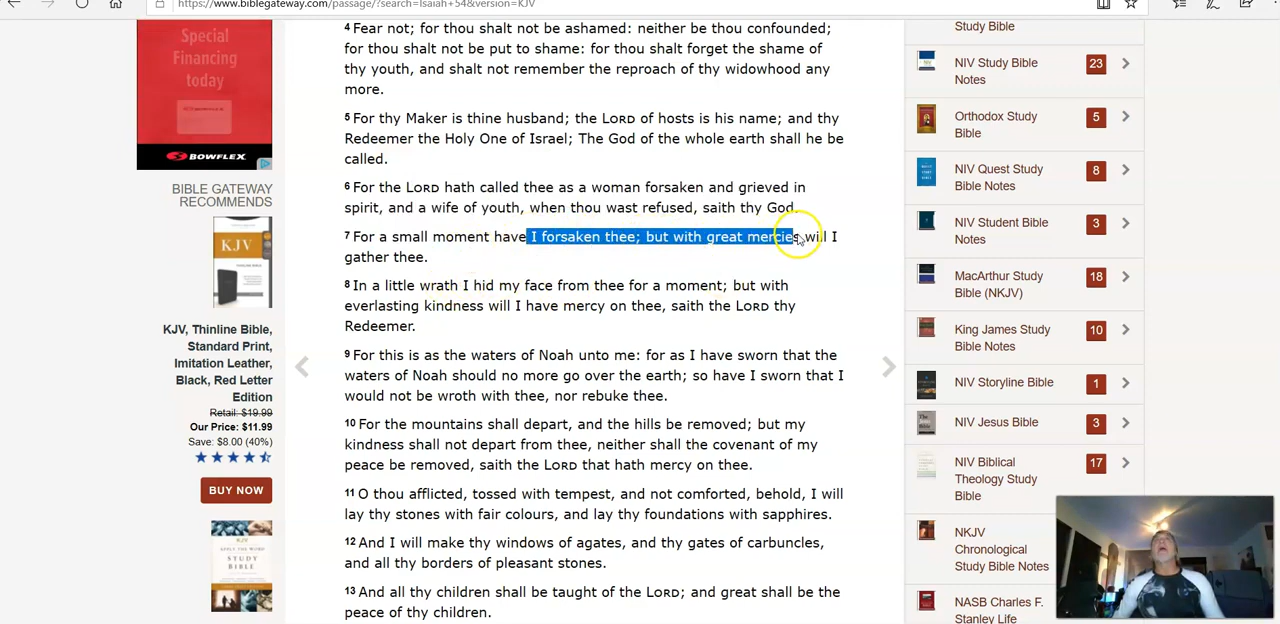 https://www.biblegateway.com/passage/?search=Isaiah+54&version=KJV
Special
Financing
today
BOWFLEX
BIBLE GATEWAY
RECOMMENDS
KJV
KJV, Thinline Bible,
Standard Print,
Imitation Leather,
Black, Red Letter
Edition
Retail: $19.99
Our Price: $11.99
Save: $8.00 (40%)
BUY NOW
KJV
STUDY
BIBLE
4 Fear not; for thou shalt not be ashamed: neither be thou confounded;
for thou shalt not be put to shame: for thou shalt forget the shame of
thy youth, and shalt not remember the reproach of thy widowhood any
more.
5 For thy Maker is thine husband; the LORD of hosts is his name; and thy
Redeemer the Holy One of Israel; The God of the whole earth shall he be
called.
6 For the LORD hath called thee as a woman forsaken and grieved in
spirit, and a wife of youth, when thou wast refused, saith thy God.
7 For a small moment have I forsaken thee; but with great mercies will I
gather thee.
8 In a little wrath I hid my face from thee for a moment; but with
everlasting kindness will I have mercy on thee, saith the LORD thy
Redeemer.
9 For this is as the waters of Noah unto me: for as I have sworn that the
waters of Noah should no more go over the earth; so have I sworn that I
would not be wroth with thee, nor rebuke thee.
10 For the mountains shall depart, and the hills be removed; but my
kindness shall not depart from thee, neither shall the covenant of my
peace be removed, saith the LORD that hath mercy on thee.
11 O thou afflicted, tossed with tempest, and not comforted, behold, I will
lay thy stones with fair colours, and lay thy foundations with sapphires.
12 And I will make thy windows of agates, and thy gates of carbuncles,
and all thy borders of pleasant stones.
13 And all thy children shall be taught of the LORD; and great shall be the
peace of thy children.
Study Bible
NIV Study Bible
Notes
23
Orthodox Study
Bible
5
NIV Quest Study
Bible Notes
8
NIV Student Bible
Notes
3
MacArthur Study
Bible (NKJV)
18
King James Study
Bible Notes
10
NIV Storyline Bible
1
NIV Jesus Bible
3
NIV Biblical
Theology Study
Bible
17
NKJV
Chronological
Study Bible Notes
NASB Charles F.
Stanley Life